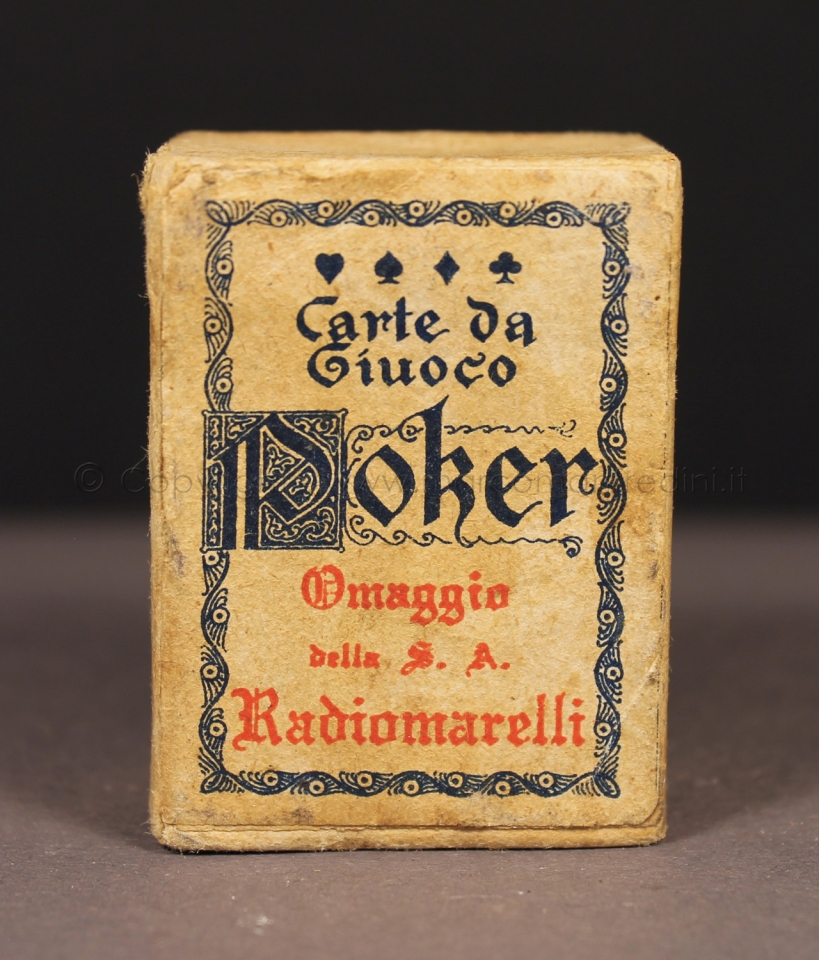 ♥ ♠ ♦ ♣
Carte da
Giuoco
Poker
Omaggio
della S. A.
Radiomarelli